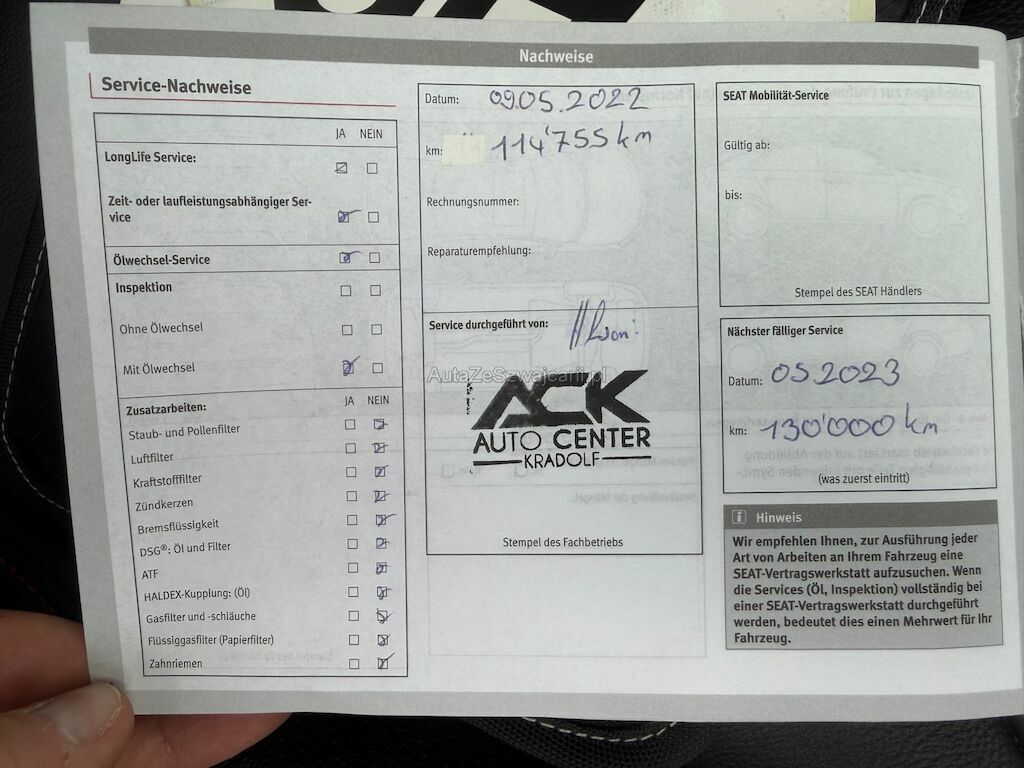 Nachweise
Service-Nachweise
JA NEIN
LongLife Service:
Zeit- oder laufleistungsabhängiger Ser-
vice
Ölwechsel-Service
Inspektion
Ohne Ölwechsel
Mit Ölwechsel
JA NEIN
Zusatzarbeiten:
Staub- und Pollenfilter
Luftfilter
Kraftstofffilter
Zündkerzen
Bremsflüssigkeit
DSG®: Öl und Filter
ATF
HALDEX-Kupplung: (Öl)
Gasfilter und -schläuche
Flüssiggasfilter (Papierfilter)
Zahnriemen
Datum: 09.05.2022
km: 114'755 km
Rechnungsnummer:
Reparaturempfehlung:
Service durchgeführt von:
AutaZeSzwajcarii.pl
ACK
AUTO CENTER
KRADOLF
Stempel des Fachbetriebs
SEAT Mobilität-Service
Gültig ab:
bis:
Stempel des SEAT Händlers
Nächster fälliger Service
Datum: 05 2023
km: 130'000 km
(was zuerst eintritt)
i Hinweis
Wir empfehlen Ihnen, zur Ausführung jeder
Art von Arbeiten an Ihrem Fahrzeug eine
SEAT-Vertragswerkstatt aufzusuchen. Wenn
die Services (Öl, Inspektion) vollständig bei
einer SEAT-Vertragswerkstatt durchgeführt
werden, bedeutet dies einen Mehrwert für Ihr
Fahrzeug.